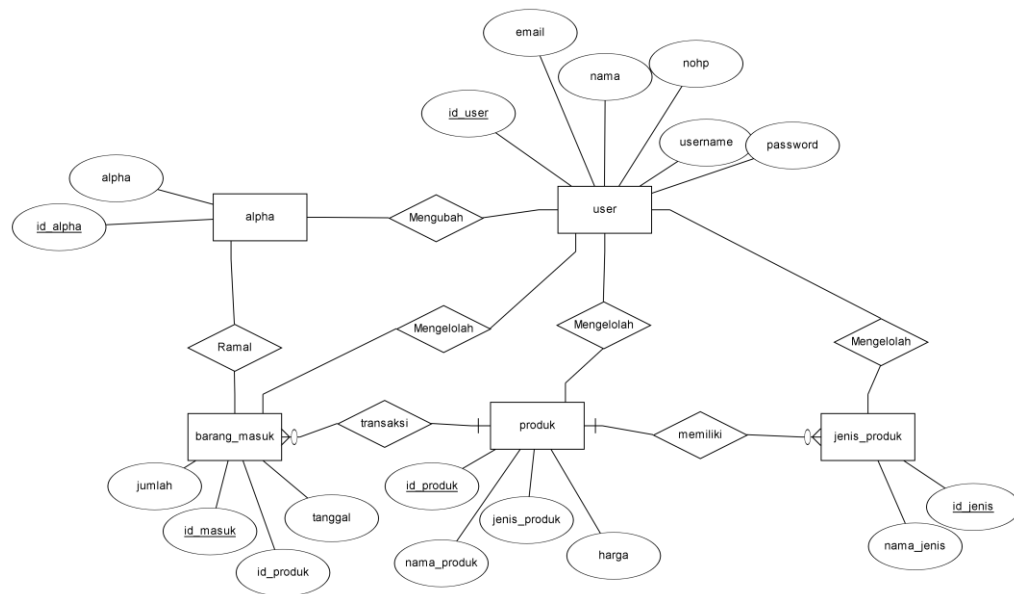 email
nama
nohp
id_user
username
password
alpha
id_alpha
alpha
Mengubah
user
Ramal
Mengelolah
Mengelolah
Mengelolah
barang_masuk
transaksi
produk
memiliki
jenis_produk
jumlah
id_masuk
id_produk
tanggal
id_produk
nama_produk
jenis_produk
harga
id_jenis
nama_jenis